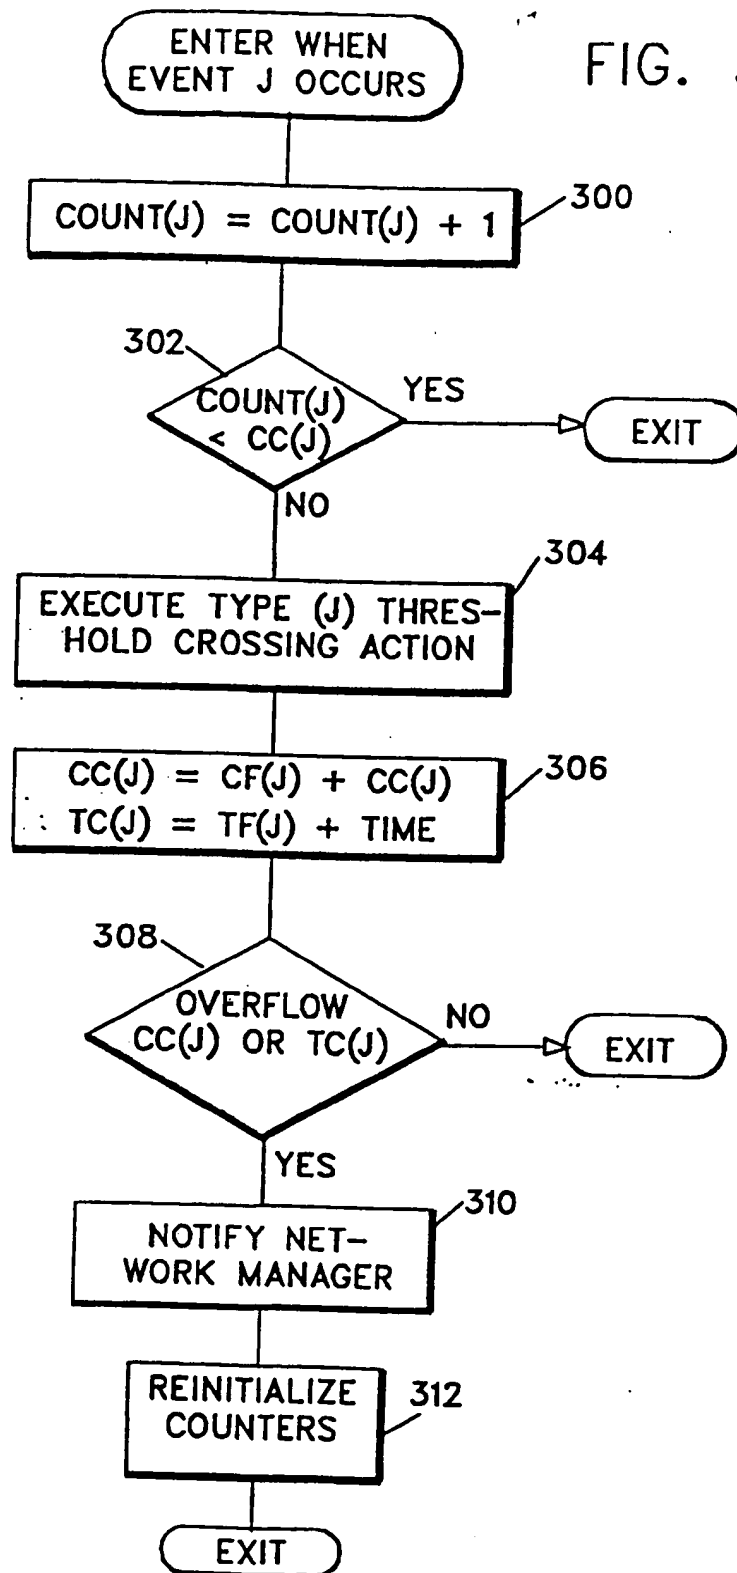 ENTER WHEN
EVENT J OCCURS
FIG.
COUNT(J) = COUNT(J) + 1
300
302
COUNT(J)
< CC(J)
YES
EXIT
NO
304
EXECUTE TYPE (J) THRES-
HOLD CROSSING ACTION
CC(J) = CF(J) + CC(J)
TC(J) = TF(J) + TIME
306
308
OVERFLOW
CC(J) OR TC(J)
NO
EXIT
YES
310
NOTIFY NET-
WORK MANAGER
REINITIALIZE
COUNTERS
312
EXIT